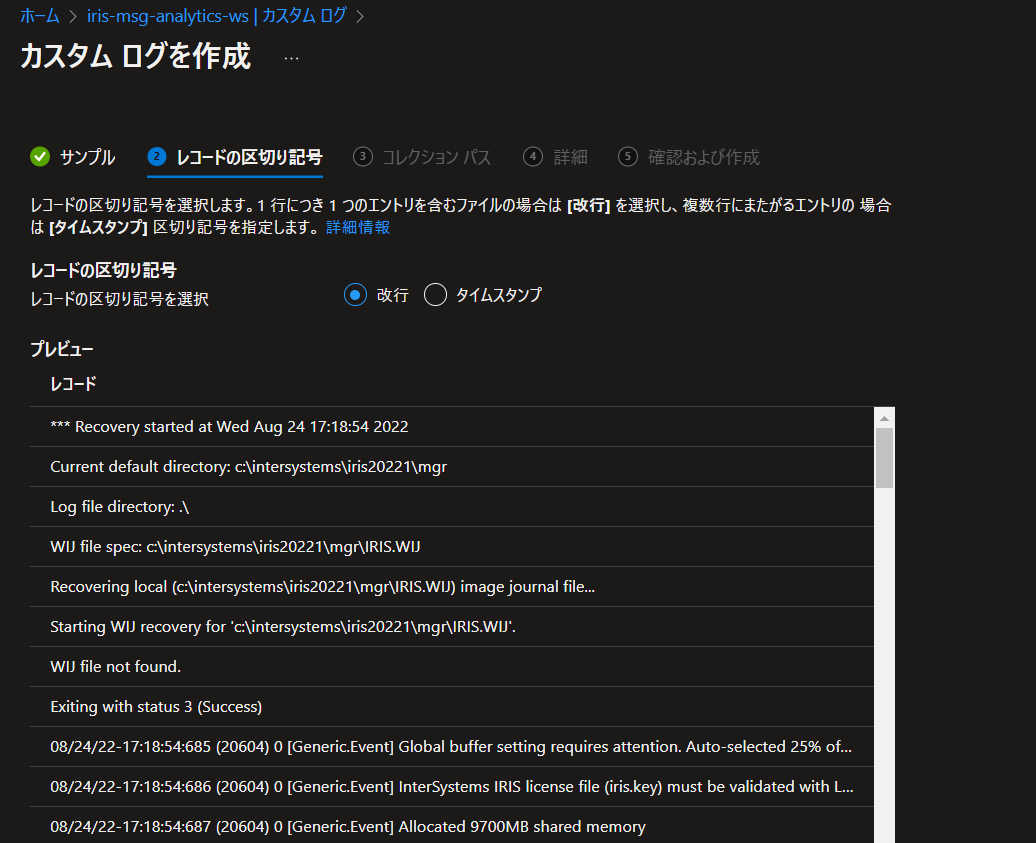 ホーム > iris-msg-analytics-ws | カスタム ログ >
カスタム ログを作成 …
サンプル 2 レコードの区切り記号 3 コレクション パス 4 詳細 5 確認および作成
レコードの区切り記号を選択します。1 行につき 1 つのエントリを含むファイルの場合は [改行] を選択し、複数行にまたがるエントリの 場合
は [タイムスタンプ] 区切り記号を指定します。 詳細情報
レコードの区切り記号
レコードの区切り記号を選択 改行 タイムスタンプ
プレビュー
レコード
*** Recovery started at Wed Aug 24 17:18:54 2022
Current default directory: c:\intersystems\iris20221\mgr
Log file directory: .\
WIJ file spec: c:\intersystems\iris20221\mgr\IRIS.WIJ
Recovering local (c:\intersystems\iris20221\mgr\IRIS.WIJ) image journal file...
Starting WIJ recovery for 'c:\intersystems\iris20221\mgr\IRIS.WIJ'.
WIJ file not found.
Exiting with status 3 (Success)
08/24/22-17:18:54:685 (20604) 0 [Generic.Event] Global buffer setting requires attention. Auto-selected 25% of...
08/24/22-17:18:54:686 (20604) 0 [Generic.Event] InterSystems IRIS license file (iris.key) must be validated with L...
08/24/22-17:18:54:687 (20604) 0 [Generic.Event] Allocated 9700MB shared memory